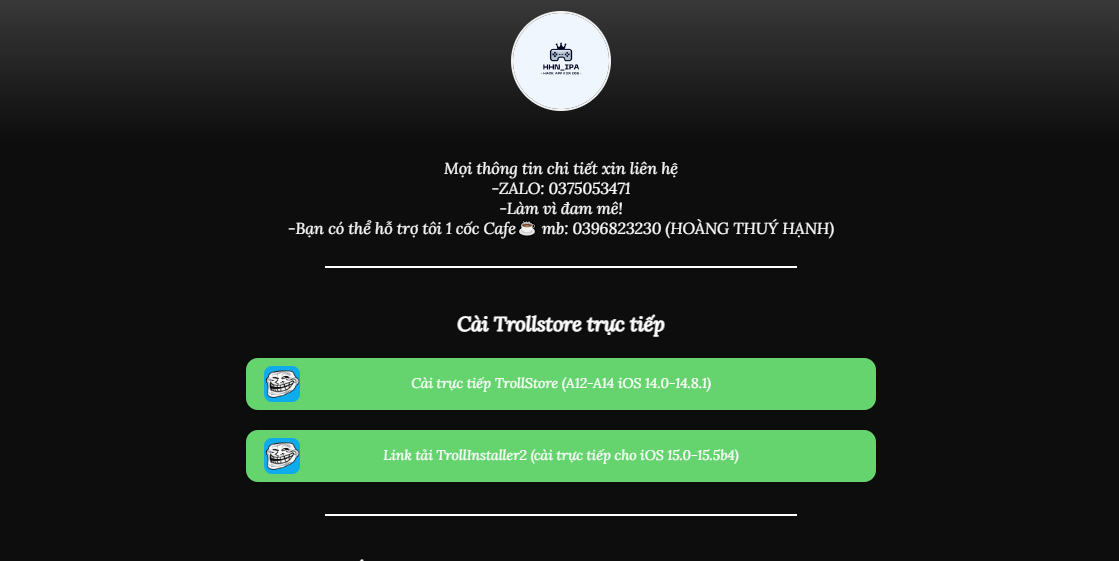 HHN_IPA
Mọi thông tin chi tiết xin liên hệ
-ZALO: 0375053471
-Làm vì đam mê!
-Bạn có thể hỗ trợ tôi 1 cốc Cafe☕ mb: 0396823230 (HOÀNG THUÝ HẠNH)
Cài Trollstore trực tiếp
Cài trực tiếp TrollStore (A12-A14 iOS 14.0-14.8.1)
Link tải TrollInstaller2 (cài trực tiếp cho iOS 15.0-15.5b4)